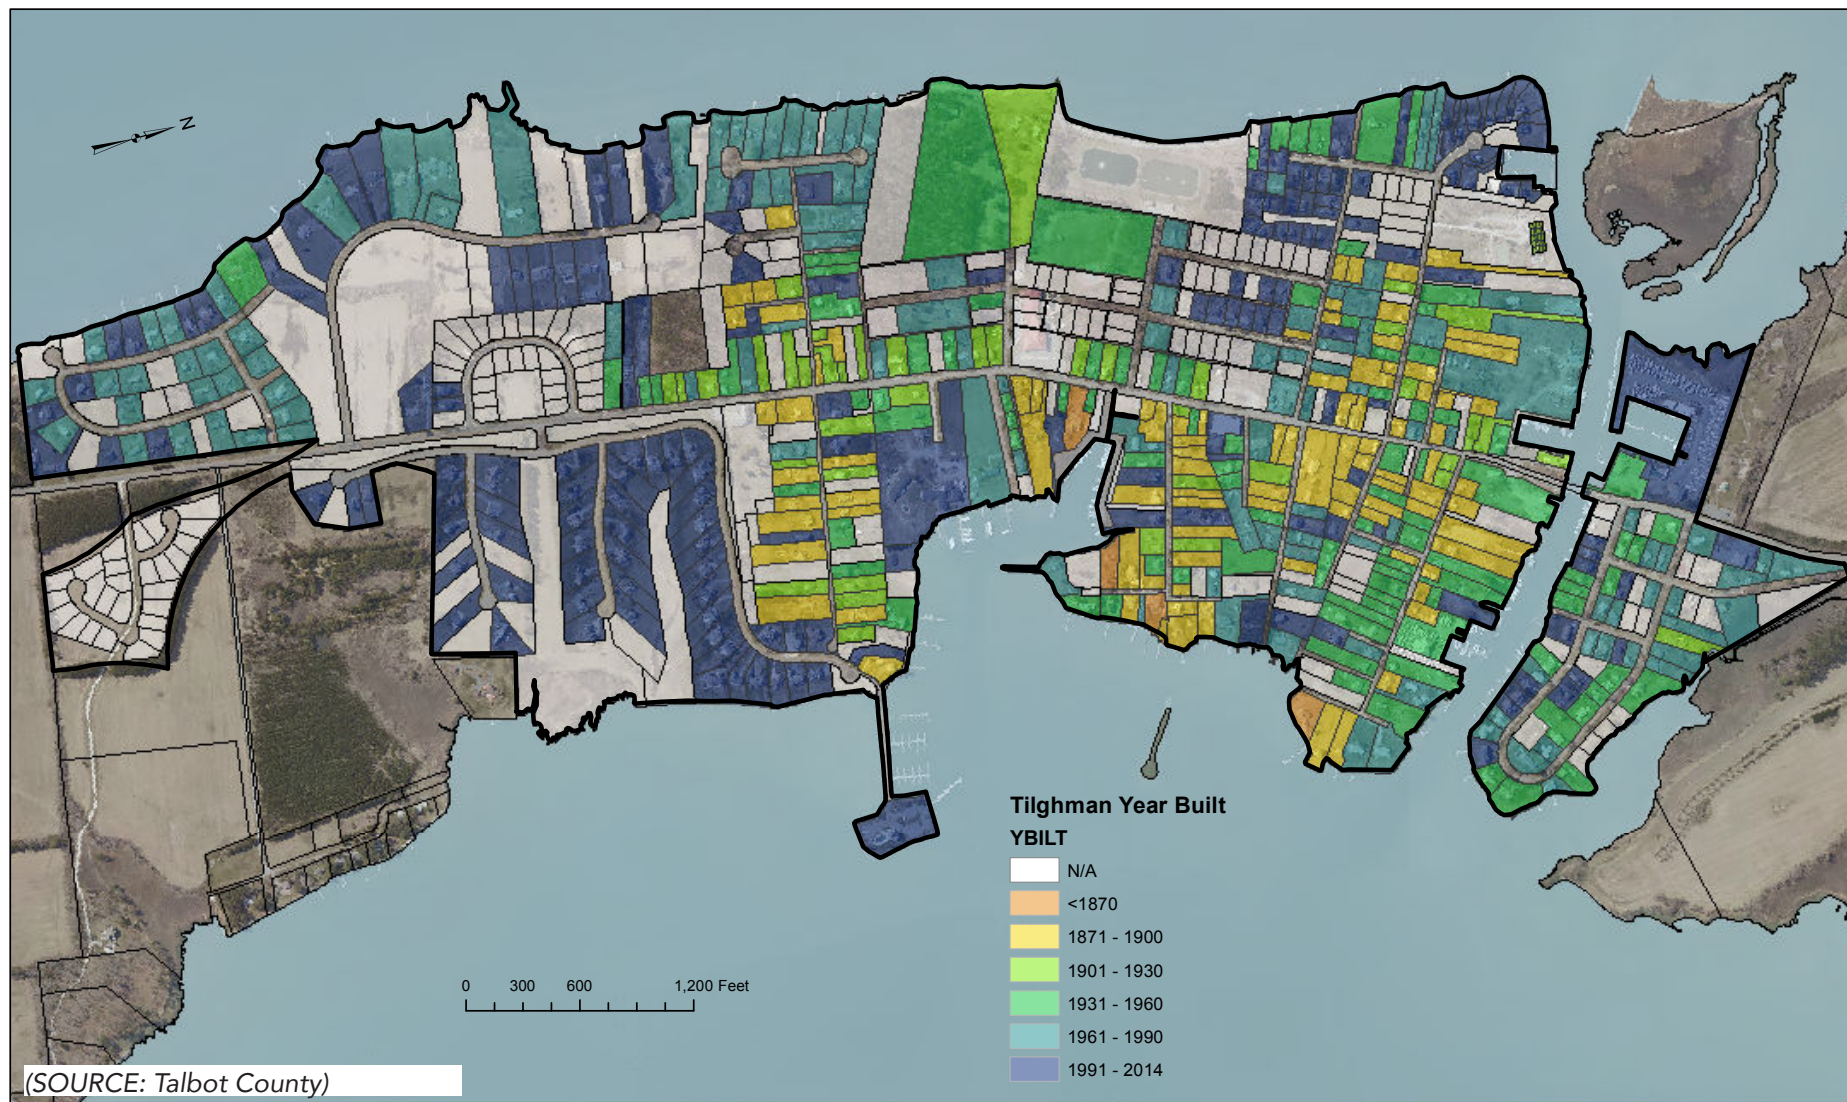 N
Tilghman Year Built
YBILT
N/A
<1870
1871 - 1900
1901 - 1930
1931 - 1960
1961 - 1990
1991 - 2014
0 300 600 1,200 Feet
(SOURCE: Talbot County)